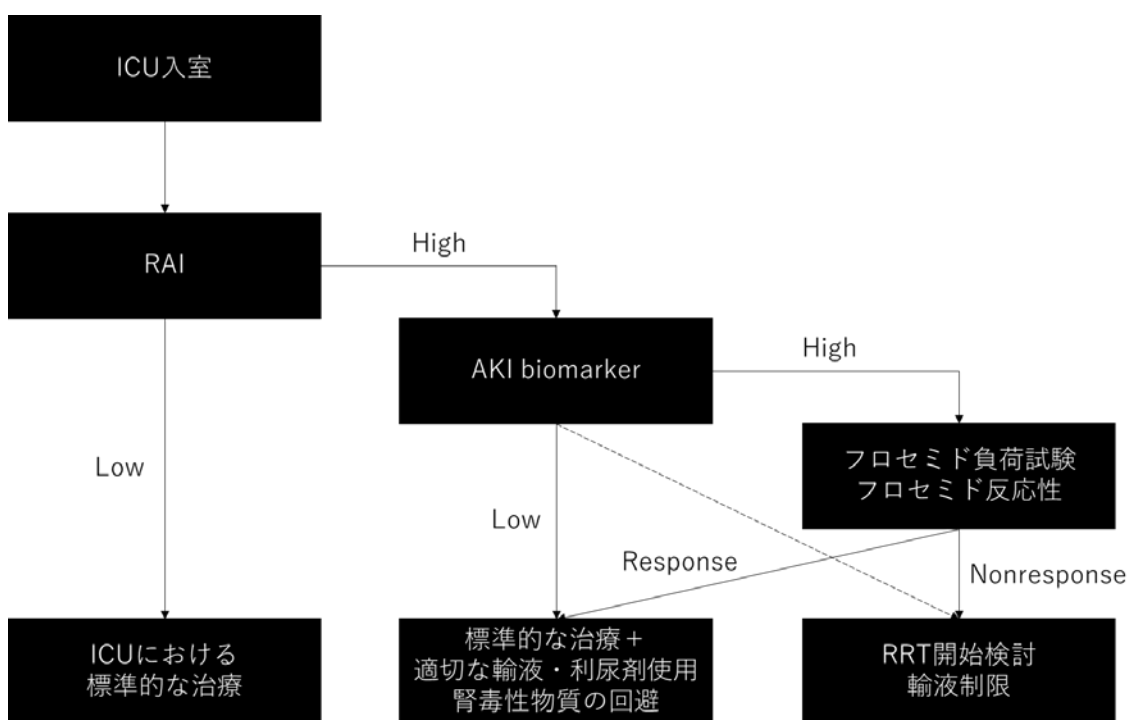 ICU入室
RAI
High
AKI biomarker
High
フロセミド負荷試験
フロセミド反応性
Low
Low
Response
Nonresponse
ICUにおける
標準的な治療
標準的な治療＋
適切な輸液・利尿剤使用
腎毒性物質の回避
RRT開始検討
輸液制限